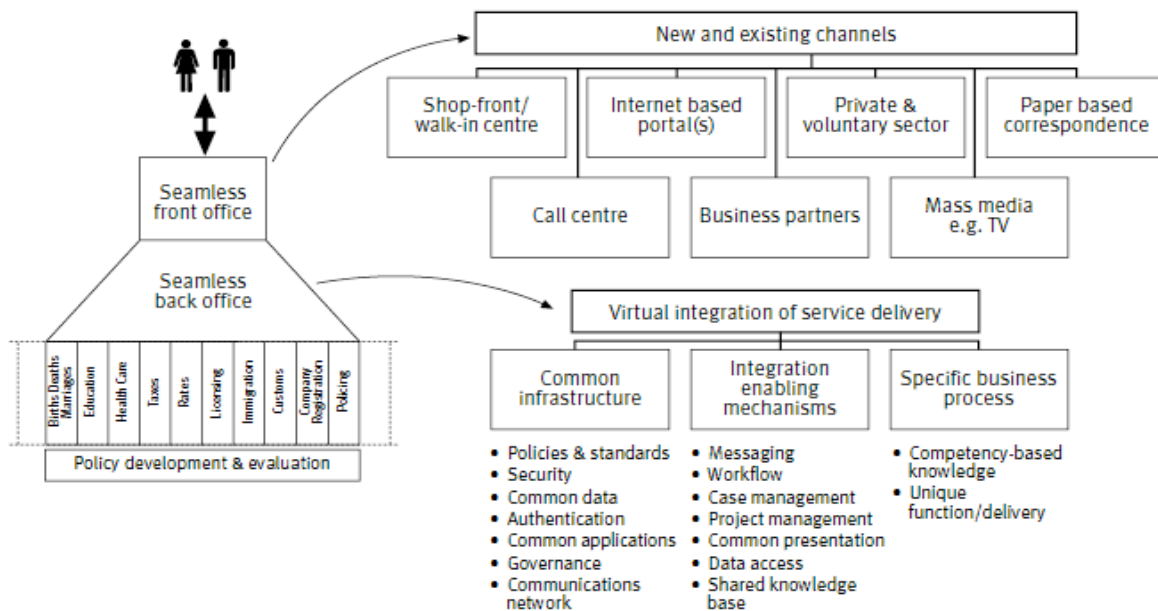 New and existing channels
Shop-front/
walk-in centre
Internet based
portal(s)
Private &
voluntary sector
Paper based
correspondence
Call centre
Business partners
Mass media
e.g. TV
Seamless
front office
Seamless
back office
Births Deaths
Marriages
Education
Health Care
Taxes
Rates
Licensing
Immigration
Customs
Company
Registration
Policing
Policy development & evaluation
Virtual integration of service delivery
Common
infrastructure
Integration
enabling
mechanisms
Specific business
process
• Policies & standards
• Security
• Common data
• Authentication
• Common applications
• Governance
• Communications
network
• Messaging
• Workflow
• Case management
• Project management
• Common presentation
• Data access
• Shared knowledge
base
• Competency-based
knowledge
• Unique
function/delivery